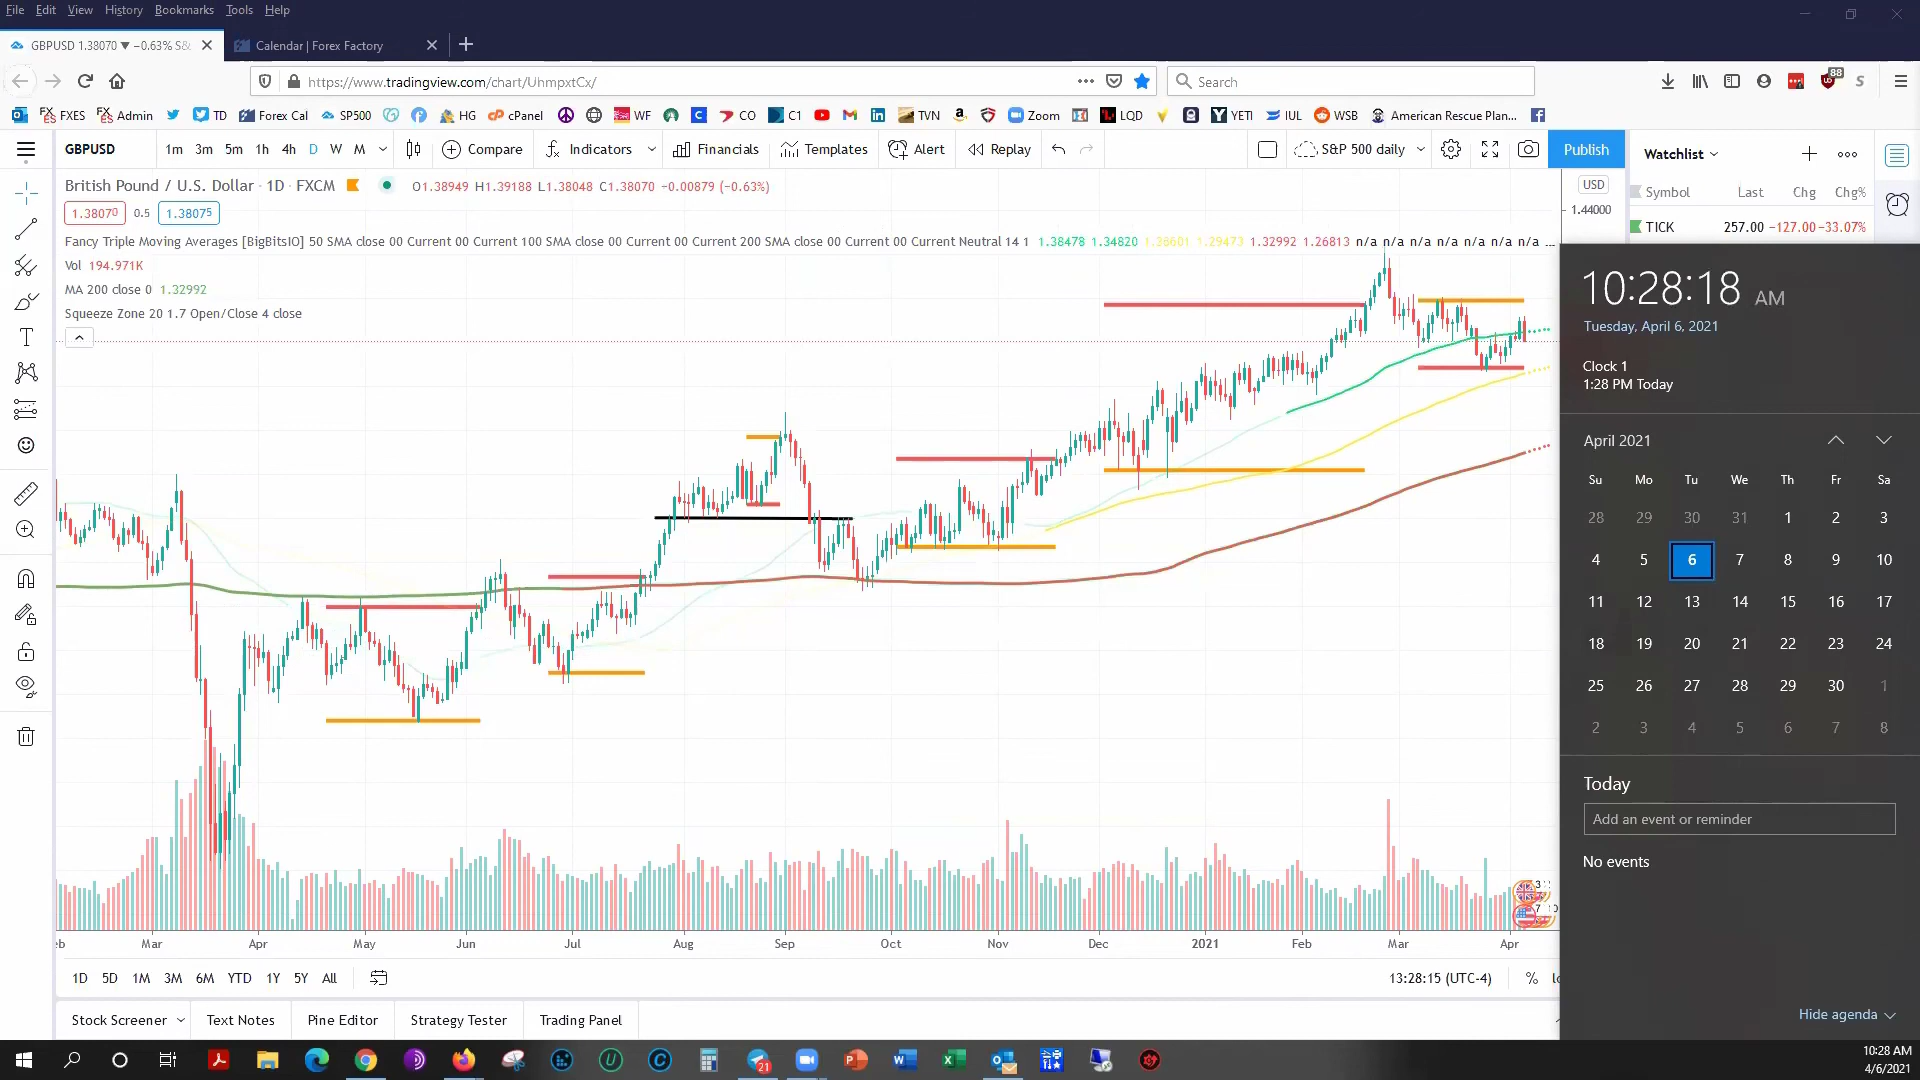 File Edit View History Bookmarks Tools Help
GBPUSD 1.38070 ▼ −0.63% S&
Calendar | Forex Factory
https://www.tradingview.com/chart/UhmpxtCx/
Search
88
FXES Admin TD Forex Cal SP500 HG cPanel WF CO C1 TVN Zoom LQD YETI IUL WSB American Rescue Plan...
GBPUSD 1m 3m 5m 1h 4h D W M Compare Indicators Financials Templates Alert Replay S&P 500 daily Publish
Watchlist
British Pound / U.S. Dollar · 1D · FXCM O1.38949 H1.39188 L1.38048 C1.38070 −0.00879 (−0.63%)
USD
Symbol Last Chg Chg%
1.38070 0.5 1.38075
1.44000
TICK 257.00 −127.00 −33.07%
Fancy Triple Moving Averages [BigBitsIO] 50 SMA close 00 Current 00 Current 100 SMA close 00 Current 00 Current 200 SMA close 00 Current 00 Current Neutral 14 1 1.38478 1.34820 1.29473 1.32992 1.26813 n/a n/a n/a n/a n/a n/a n/a ...
Vol 194.971K
MA 200 close 0 1.32992
Squeeze Zone 20 1.7 Open/Close 4 close
10:28:18 AM
Tuesday, April 6, 2021
Clock 1
1:28 PM Today
April 2021
Su Mo Tu We Th Fr Sa
28 29 30 31 1 2 3
4 5 6 7 8 9 10
11 12 13 14 15 16 17
18 19 20 21 22 23 24
25 26 27 28 29 30 1
2 3 4 5 6 7 8
Today
Add an event or reminder
No events
Hide agenda
Mar Apr May Jun Jul Aug Sep Oct Nov Dec 2021 Feb Mar Apr
1D 5D 1M 3M 6M YTD 1Y 5Y All
13:28:15 (UTC-4) %
Stock Screener Text Notes Pine Editor Strategy Tester Trading Panel
21
10:28 AM
4/6/2021